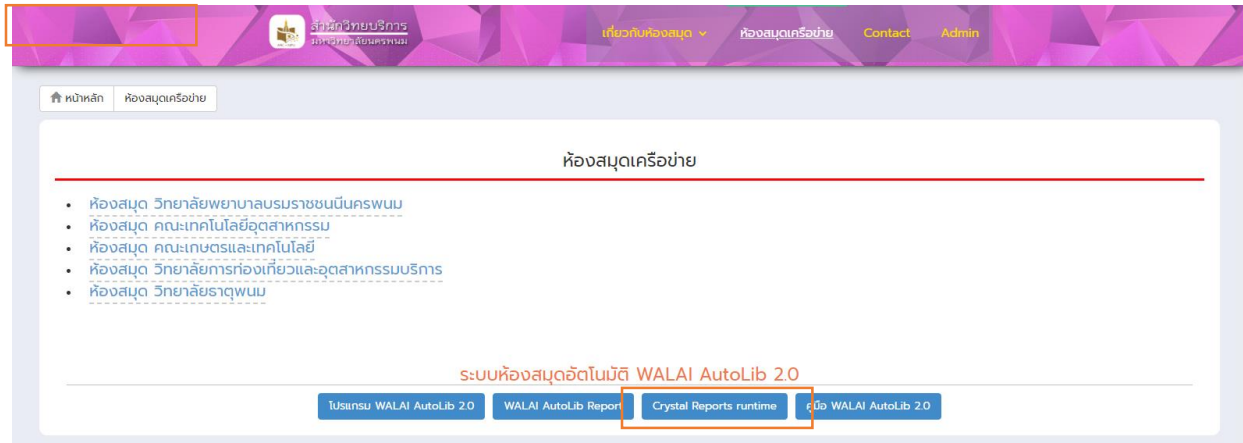 สำนักวิทยบริการ
มหาวิทยาลัยนครพนม
เกี่ยวกับห้องสมุด ห้องสมุดเครือข่าย Contact Admin
หน้าหลัก ห้องสมุดเครือข่าย
ห้องสมุดเครือข่าย
• ห้องสมุด วิทยาลัยพยาบาลบรมราชชนนีนครพนม
• ห้องสมุด คณะเทคโนโลยีอุตสาหกรรม
• ห้องสมุด คณะเกษตรและเทคโนโลยี
• ห้องสมุด วิทยาลัยการท่องเที่ยวและอุตสาหกรรมบริการ
• ห้องสมุด วิทยาลัยธาตุพนม
ระบบห้องสมุดอัตโนมัติ WALAI AutoLib 2.0
โปรแกรม WALAI AutoLib 2.0 WALAI AutoLib Report Crystal Reports runtime คู่มือ WALAI AutoLib 2.0